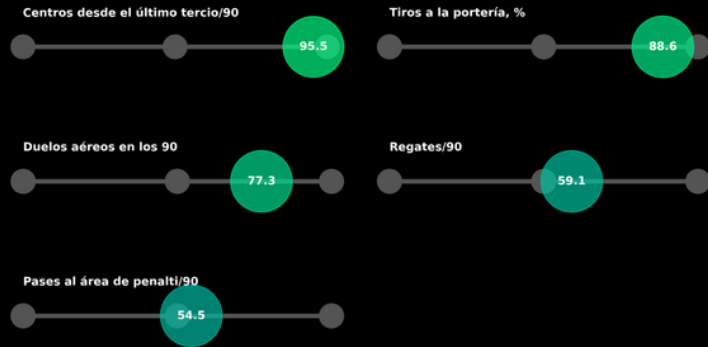 Centros desde el último tercio/90
95.5
Tiros a la portería, %
88.6
Duelos aéreos en los 90
77.3
Regates/90
59.1
Pases al área de penalti/90
54.5